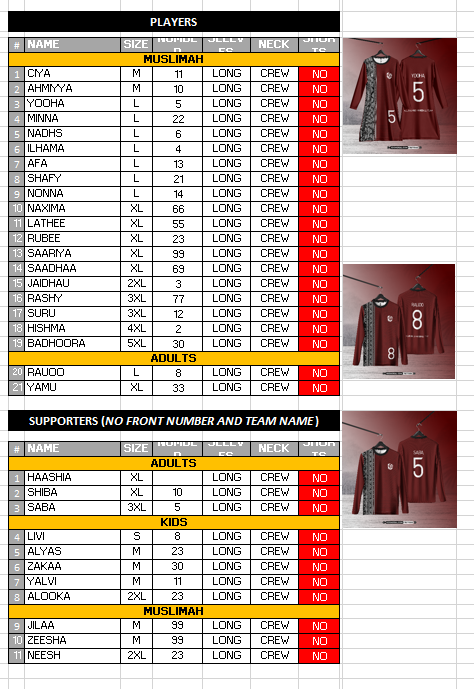 PLAYERS
# NAME SIZE NUMBER SLEEVES NECK SHORTS
MUSLIMAH
1 CIYA M 11 LONG CREW NO
2 AHMIYYA M 10 LONG CREW NO
3 YOOHA L 5 LONG CREW NO
4 MINNA L 22 LONG CREW NO
5 NADHS L 6 LONG CREW NO
6 ILHAMA L 4 LONG CREW NO
7 AFA L 13 LONG CREW NO
8 SHAFY L 21 LONG CREW NO
9 NONNA L 14 LONG CREW NO
10 NAXIMA XL 66 LONG CREW NO
11 LATHEE XL 55 LONG CREW NO
12 RUBEE XL 23 LONG CREW NO
13 SAARIYA XL 99 LONG CREW NO
14 SAADHAA XL 69 LONG CREW NO
15 JAIDHAU 2XL 3 LONG CREW NO
16 RASHY 3XL 77 LONG CREW NO
17 SURU 3XL 12 LONG CREW NO
18 HISHMA 4XL 2 LONG CREW NO
19 BADHOORA 5XL 30 LONG CREW NO
ADULTS
20 RAUOO L 8 LONG CREW NO
21 YAMU XL 33 LONG CREW NO
SUPPORTERS (NO FRONT NUMBER AND TEAM NAME)
# NAME SIZE NUMBER SLEEVES NECK SHORTS
ADULTS
1 HAASHIA XL LONG CREW NO
2 SHIBA XL 10 LONG CREW NO
3 SABA 3XL 5 LONG CREW NO
KIDS
4 LIVI S 8 LONG CREW NO
5 ALYAS M 23 LONG CREW NO
6 ZAKAA M 30 LONG CREW NO
7 YALVI M 11 LONG CREW NO
8 ALOOKA 2XL 23 LONG CREW NO
MUSLIMAH
9 JILAA M 99 LONG CREW NO
10 ZEESHA M 99 LONG CREW NO
11 NEESH 2XL 23 LONG CREW NO
YOOHA
5
5
RAUOO
8
8
SABA
5